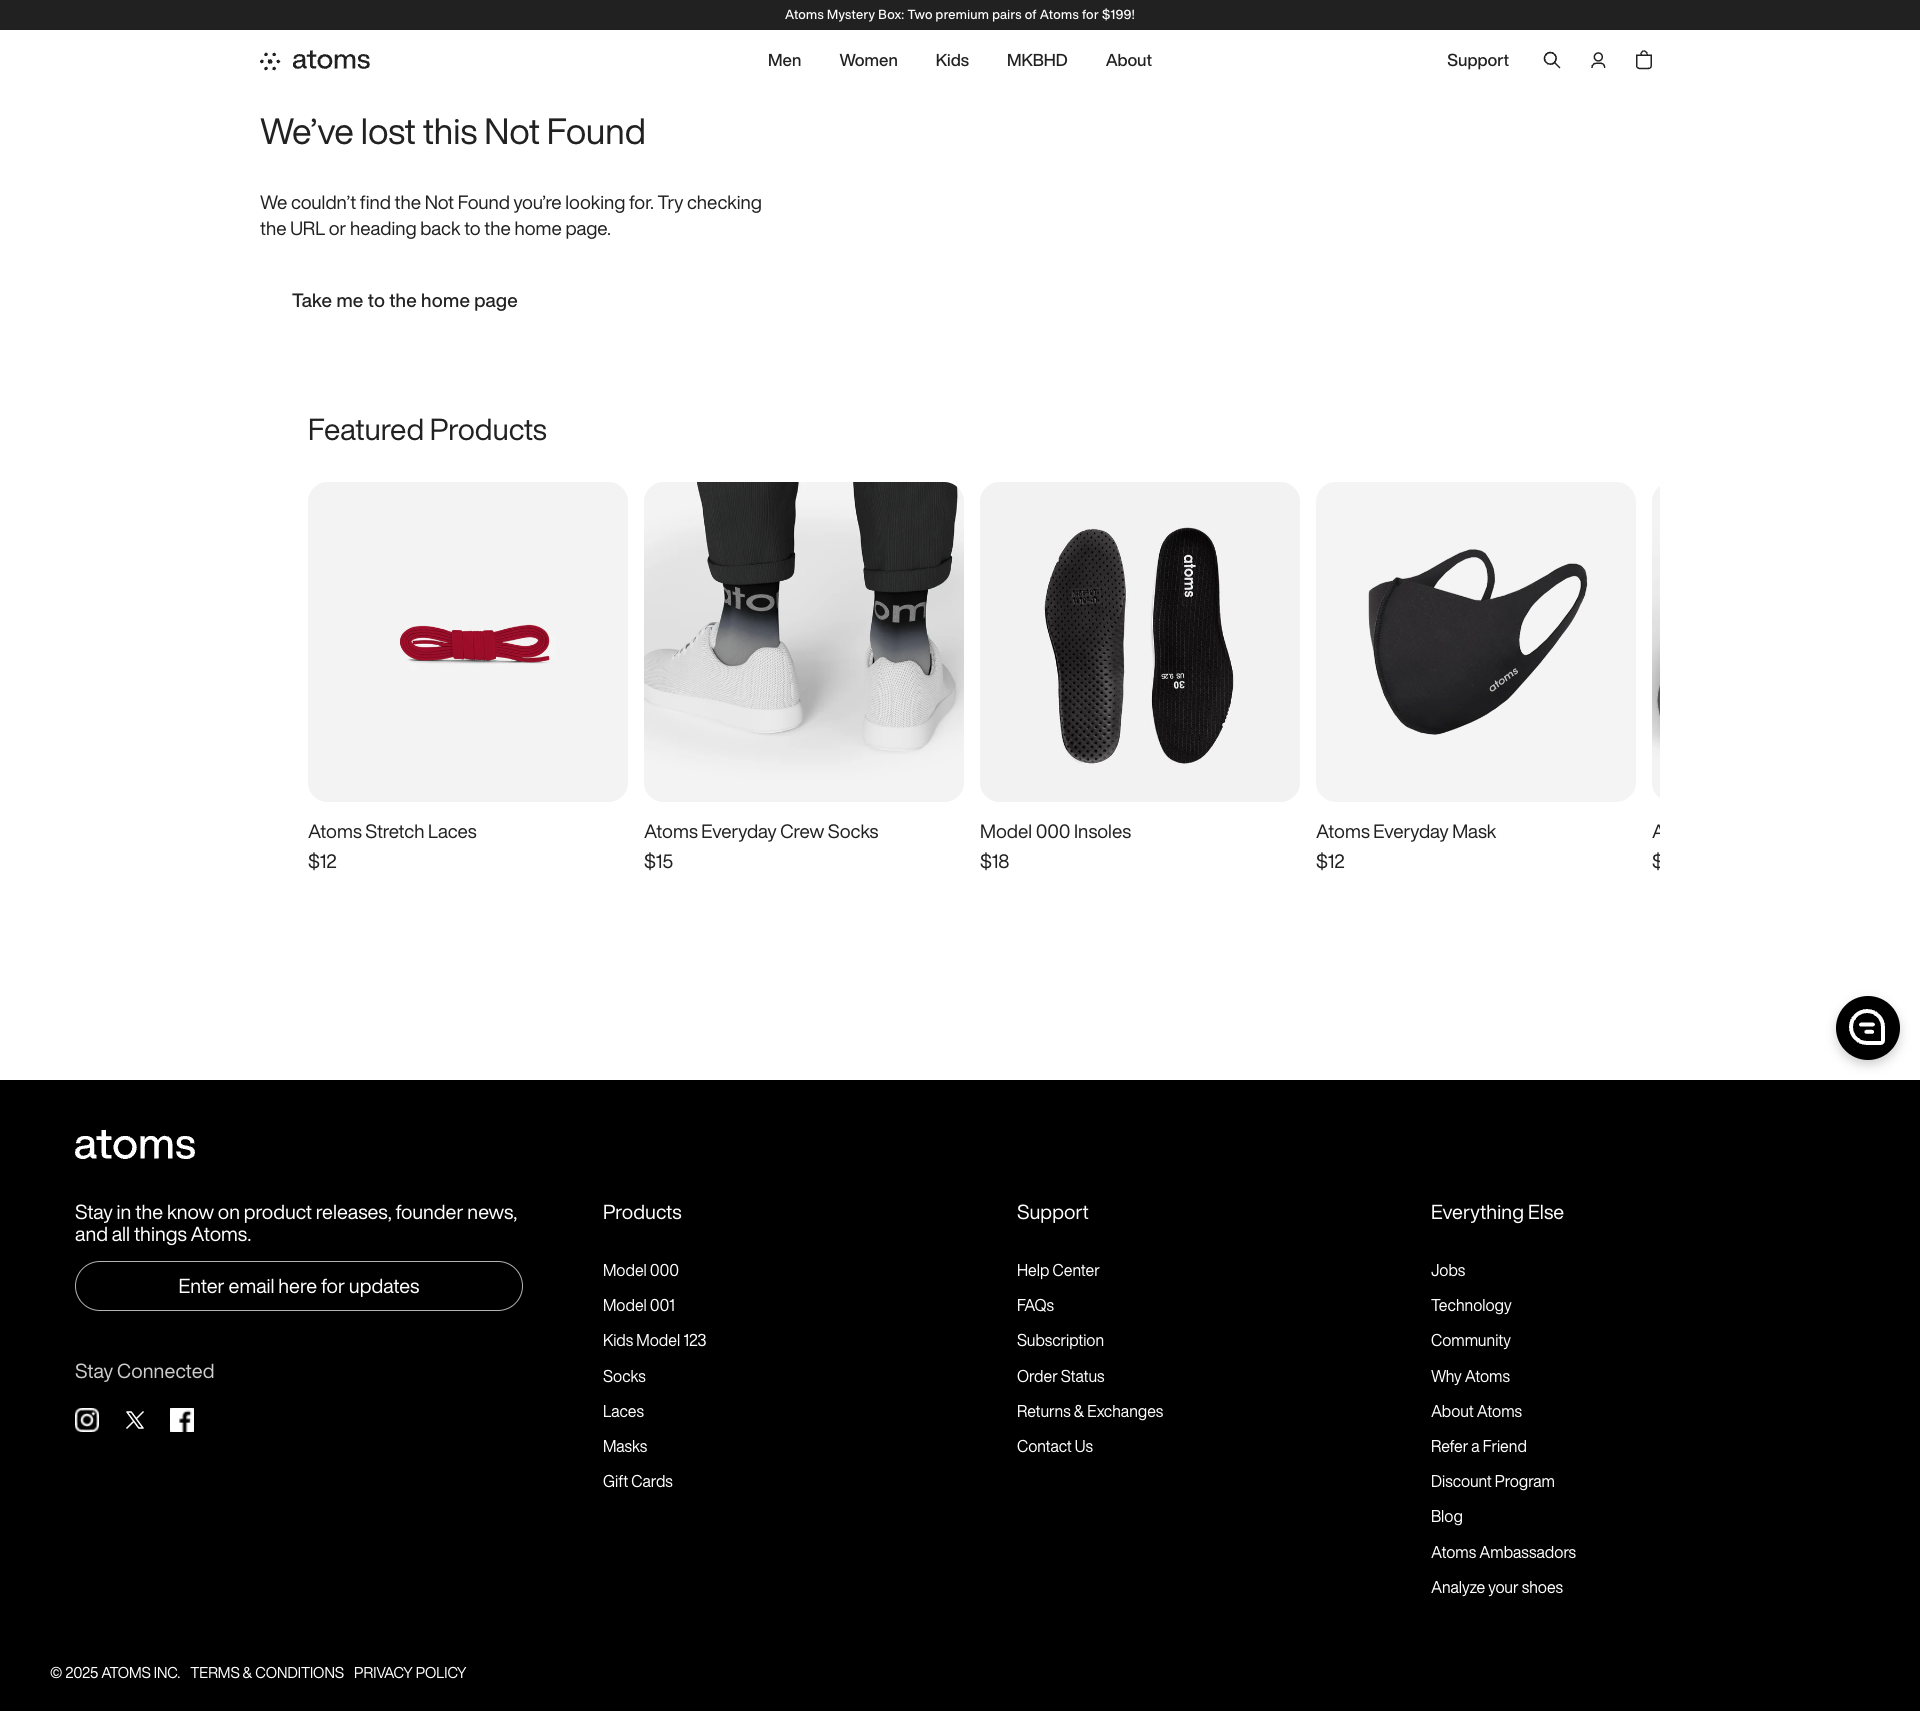 Atoms Mystery Box: Two premium pairs of Atoms for $199!
atoms
Men
Women
Kids
MKBHD
About
Support
We’ve lost this Not Found
We couldn’t find the Not Found you’re looking for. Try checking
the URL or heading back to the home page.
Take me to the home page
Featured Products
atoms
US 9.25
30
atoms
Atoms Stretch Laces
$12
Atoms Everyday Crew Socks
$15
Model 000 Insoles
$18
Atoms Everyday Mask
$12
atoms
Stay in the know on product releases, founder news,
and all things Atoms.
Enter email here for updates
Stay Connected
Products
Model 000
Model 001
Kids Model 123
Socks
Laces
Masks
Gift Cards
Support
Help Center
FAQs
Subscription
Order Status
Returns & Exchanges
Contact Us
Everything Else
Jobs
Technology
Community
Why Atoms
About Atoms
Refer a Friend
Discount Program
Blog
Atoms Ambassadors
Analyze your shoes
© 2025 ATOMS INC. TERMS & CONDITIONS PRIVACY POLICY